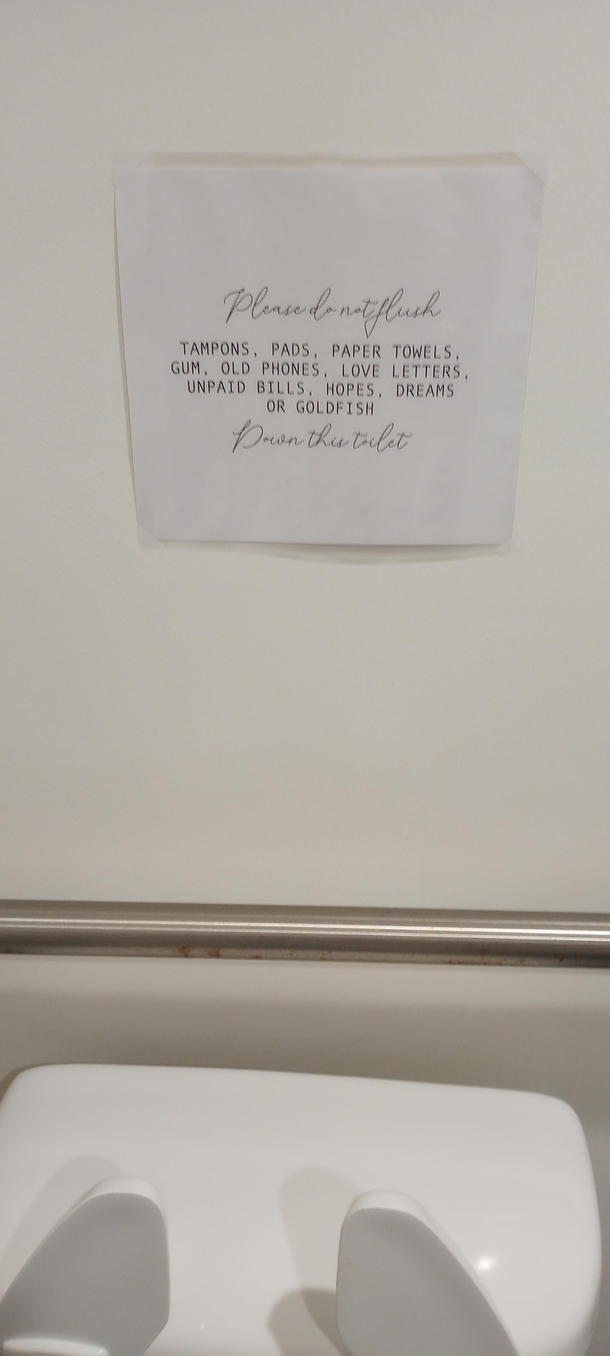 Please do not flush
TAMPONS, PADS, PAPER TOWELS,
GUM, OLD PHONES, LOVE LETTERS,
UNPAID BILLS, HOPES, DREAMS
OR GOLDFISH
Down this toilet